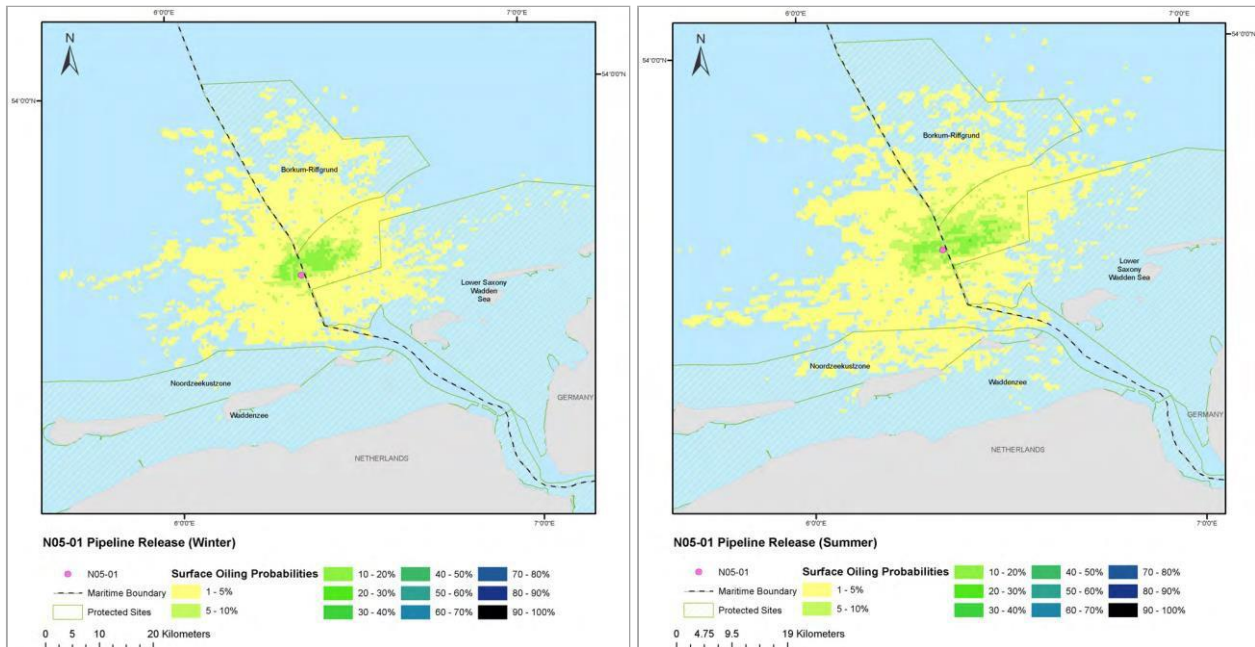 6°0'0"E
7°0'0"E
N
54°0'0"N
54°0'0"N
Borkum-Riffgrund
Lower Saxony
Wadden
Sea
Noordzeekustzone
Waddenzee
GERMANY
NETHERLANDS
6°0'0"E
7°0'0"E
N05-01 Pipeline Release (Winter)
N05-01
Maritime Boundary
Protected Sites
0 5 10 20 Kilometers
Surface Oiling Probabilities
1 - 5%
5 - 10%
10 - 20%
20 - 30%
30 - 40%
40 - 50%
50 - 60%
60 - 70%
70 - 80%
80 - 90%
90 - 100%
6°0'0"E
7°0'0"E
N
54°0'0"N
54°0'0"N
Borkum-Riffgrund
Lower
Saxony
Wadden Sea
Noordzeekustzone
Waddenzee
GERMANY
NETHERLANDS
6°0'0"E
7°0'0"E
N05-01 Pipeline Release (Summer)
N05-01
Maritime Boundary
Protected Sites
0 4.75 9.5 19 Kilometers
Surface Oiling Probabilities
1 - 5%
5 - 10%
10 - 20%
20 - 30%
30 - 40%
40 - 50%
50 - 60%
60 - 70%
70 - 80%
80 - 90%
90 - 100%